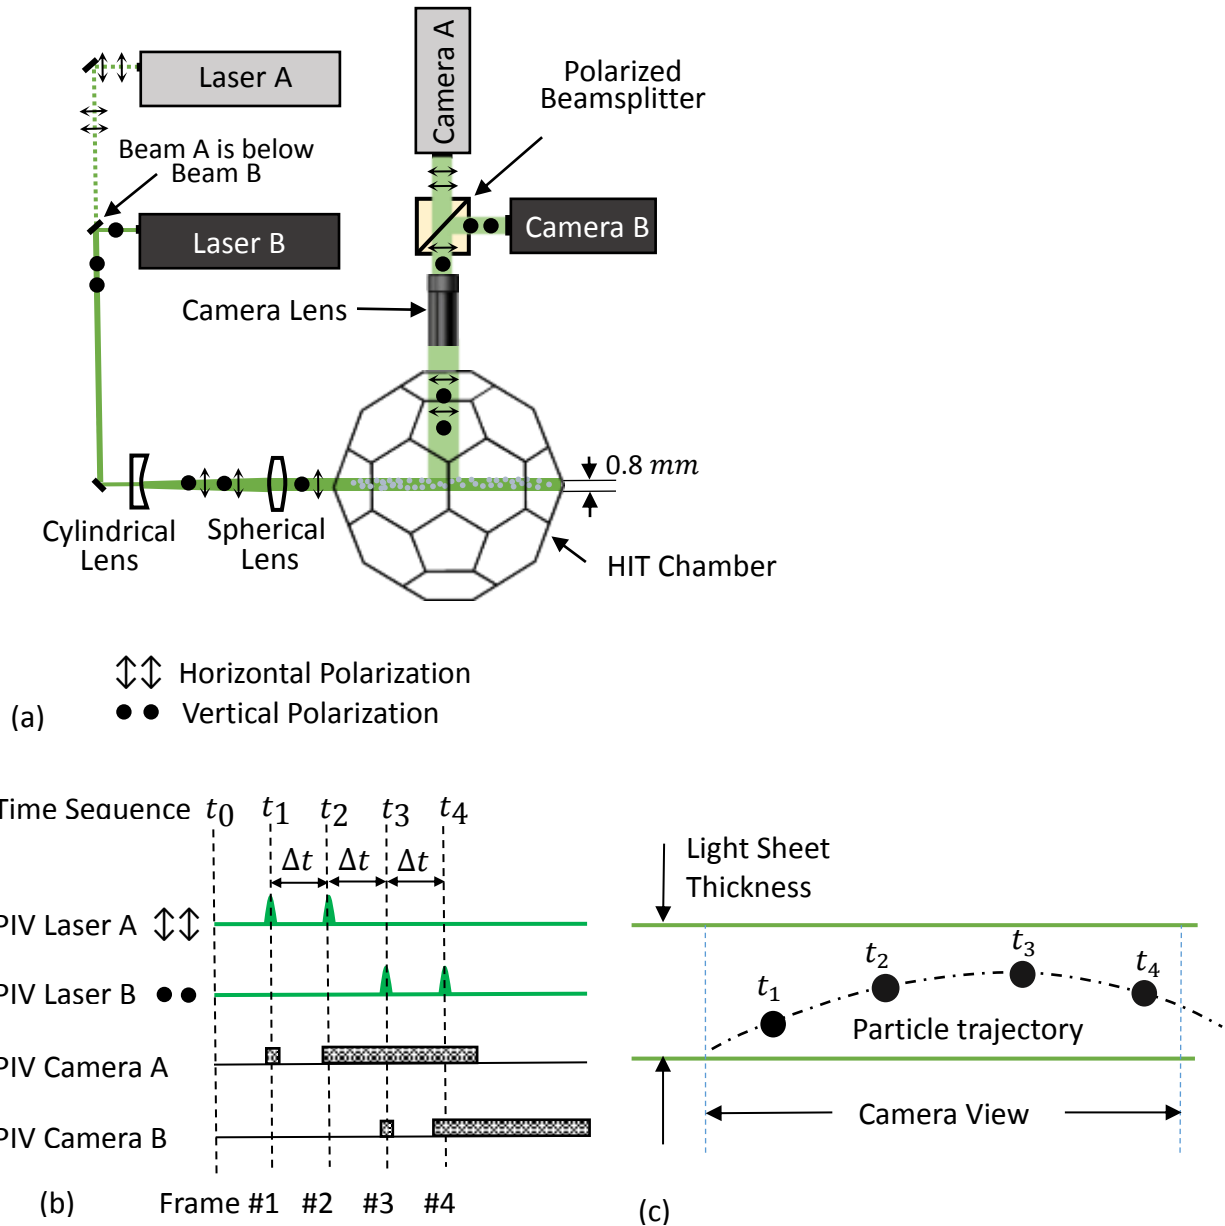 Laser A
Camera A
Polarized
Beamsplitter
Beam A is below
Beam B
Laser B
Camera B
Camera Lens
0.8 mm
Cylindrical
Lens
Spherical
Lens
HIT Chamber
Horizontal Polarization
Vertical Polarization
(a)
Time Sequence t0 t1 t2 t3 t4
Δt Δt Δt
PIV Laser A
PIV Laser B
PIV Camera A
PIV Camera B
(b) Frame #1 #2 #3 #4
Light Sheet
Thickness
t1 t2 t3 t4
Particle trajectory
Camera View
(c)